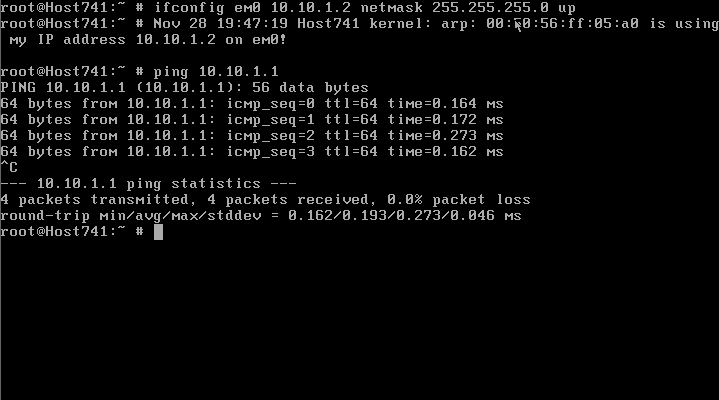 root@Host741:~ # ifconfig em0 10.10.1.2 netmask 255.255.255.0 up
root@Host741:~ # Nov 28 19:47:19 Host741 kernel: arp: 00:50:56:ff:05:a0 is using
my IP address 10.10.1.2 on em0!
root@Host741:~ # ping 10.10.1.1
PING 10.10.1.1 (10.10.1.1): 56 data bytes
64 bytes from 10.10.1.1: icmp_seq=0 ttl=64 time=0.164 ms
64 bytes from 10.10.1.1: icmp_seq=1 ttl=64 time=0.172 ms
64 bytes from 10.10.1.1: icmp_seq=2 ttl=64 time=0.273 ms
64 bytes from 10.10.1.1: icmp_seq=3 ttl=64 time=0.162 ms
^C
--- 10.10.1.1 ping statistics ---
4 packets transmitted, 4 packets received, 0.0% packet loss
round-trip min/avg/max/stddev = 0.162/0.193/0.273/0.046 ms
root@Host741:~ #